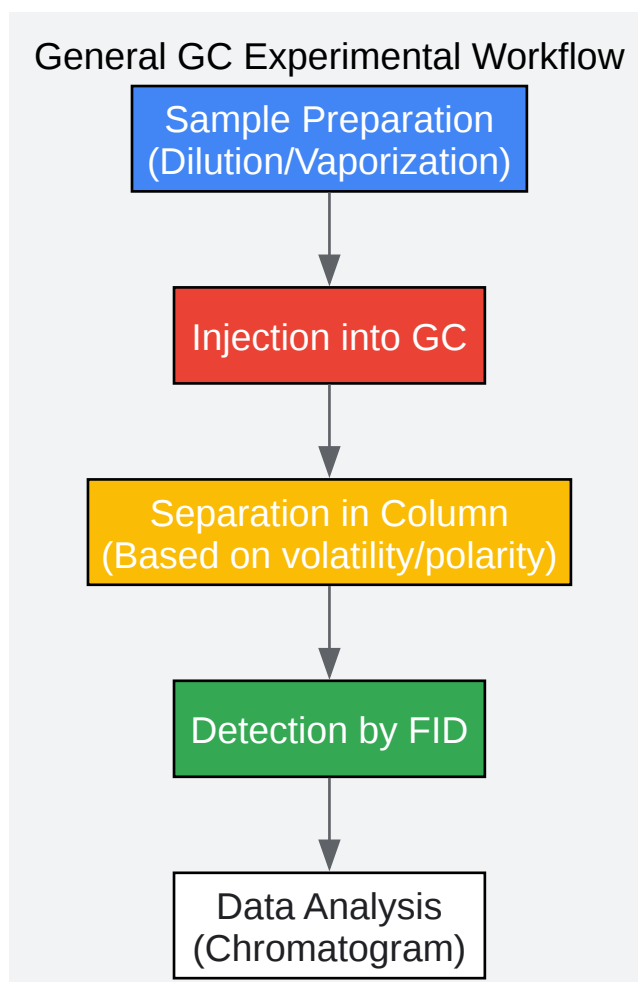 General GC Experimental Workflow
Sample Preparation
(Dilution/Vaporization)
Injection into GC
Separation in Column
(Based on volatility/polarity)
Detection by FID
Data Analysis
(Chromatogram)